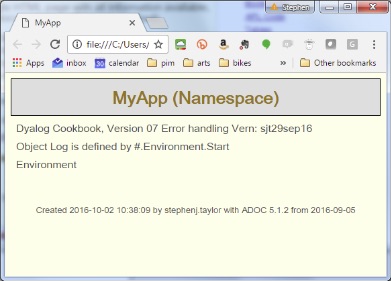 Stephen
MyApp
file:///C:/Users/
Apps inbox 30 calendar pim arts bikes » Other bookmarks
MyApp (Namespace)
Dyalog Cookbook, Version 07 Error handling Vern: sjt29sep16
Object Log is defined by #.Environment.Start
Environment
Created 2016-10-02 10:38:09 by stephenj.taylor with ADOC 5.1.2 from 2016-09-05